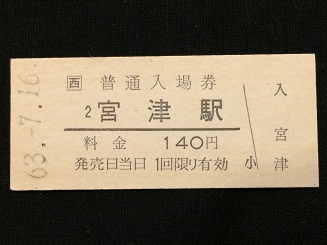 63.-7.16.
西 普通入場券
2 宮津駅
料金 140円
発売日当日1回限り有効
小
入
宮
津